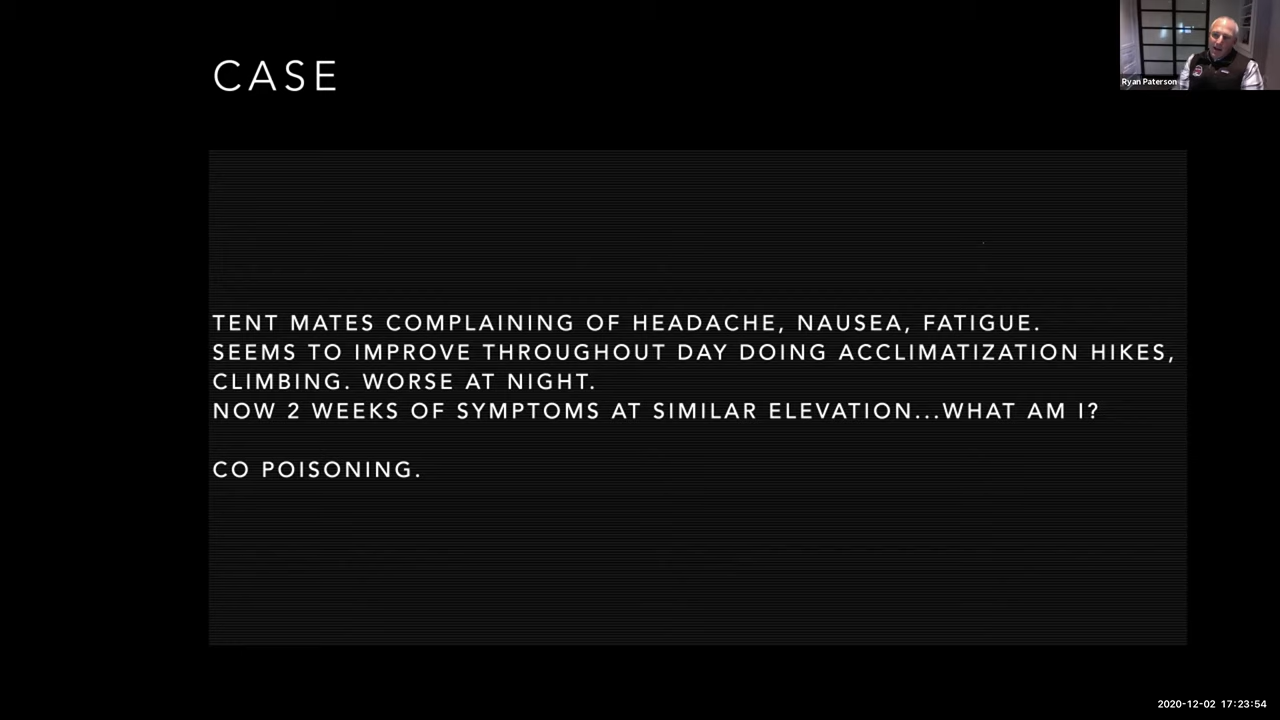 CASE
Ryan Paterson
TENT MATES COMPLAINING OF HEADACHE, NAUSEA, FATIGUE.
SEEMS TO IMPROVE THROUGHOUT DAY DOING ACCLIMATIZATION HIKES,
CLIMBING. WORSE AT NIGHT.
NOW 2 WEEKS OF SYMPTOMS AT SIMILAR ELEVATION...WHAT AM I?
CO POISONING.
2020-12-02 17:23:54